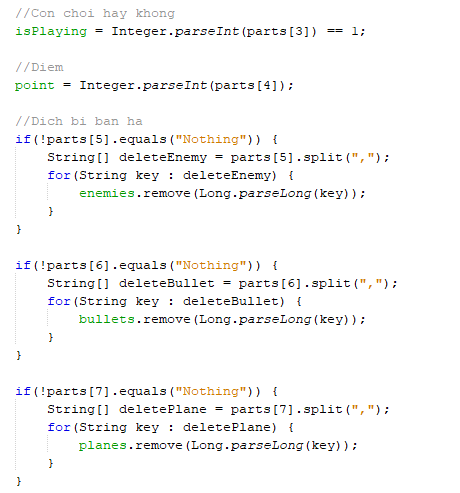 //Con choi hay khong
isPlaying = Integer.parseInt(parts[3]) == 1;

//Diem
point = Integer.parseInt(parts[4]);

//Dich bi ban ha
if(!parts[5].equals("Nothing")) {
    String[] deleteEnemy = parts[5].split(",");
    for(String key : deleteEnemy) {
        enemies.remove(Long.parseLong(key));
    }
}

if(!parts[6].equals("Nothing")) {
    String[] deleteBullet = parts[6].split(",");
    for(String key : deleteBullet) {
        bullets.remove(Long.parseLong(key));
    }
}

if(!parts[7].equals("Nothing")) {
    String[] deletePlane = parts[7].split(",");
    for(String key : deletePlane) {
        planes.remove(Long.parseLong(key));
    }
}